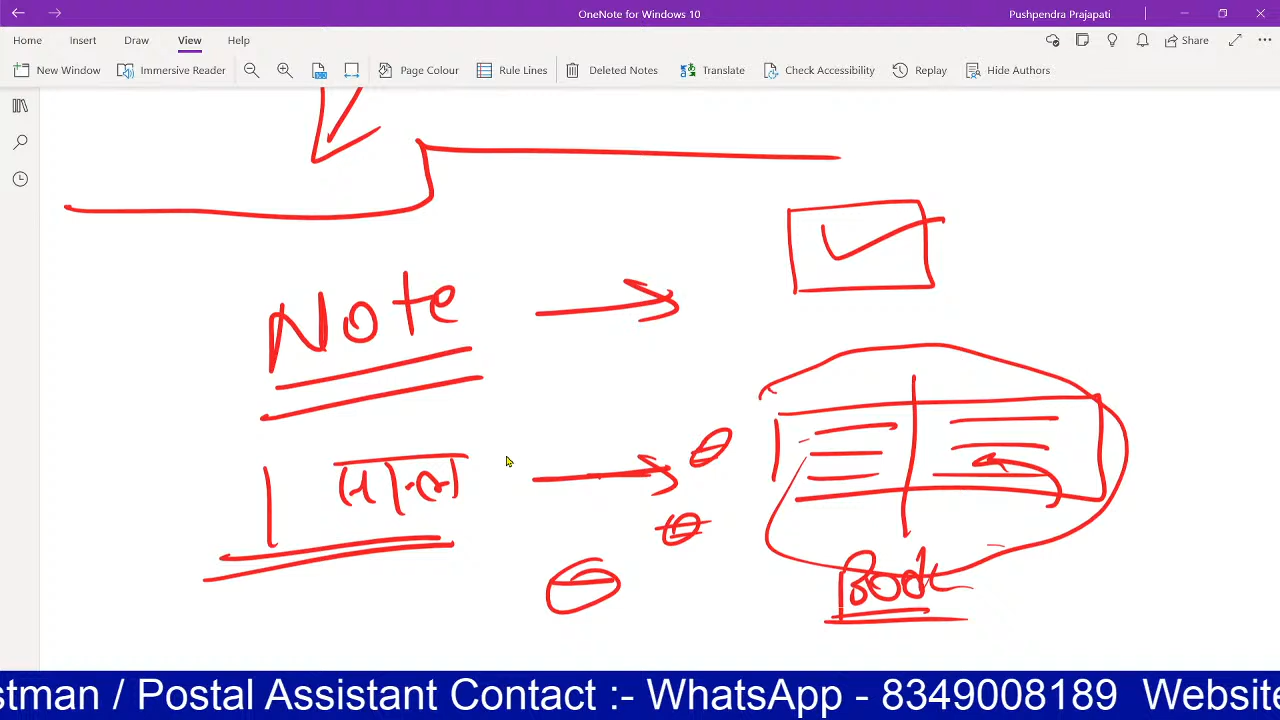 OneNote for Windows 10
Pushpendra Prajapati
Home Insert Draw View Help
Share
New Window Immersive Reader Page Colour Rule Lines Deleted Notes Translate Check Accessibility Replay Hide Authors
Note
Book
stman / Postal Assistant Contact :- WhatsApp - 8349008189 Website